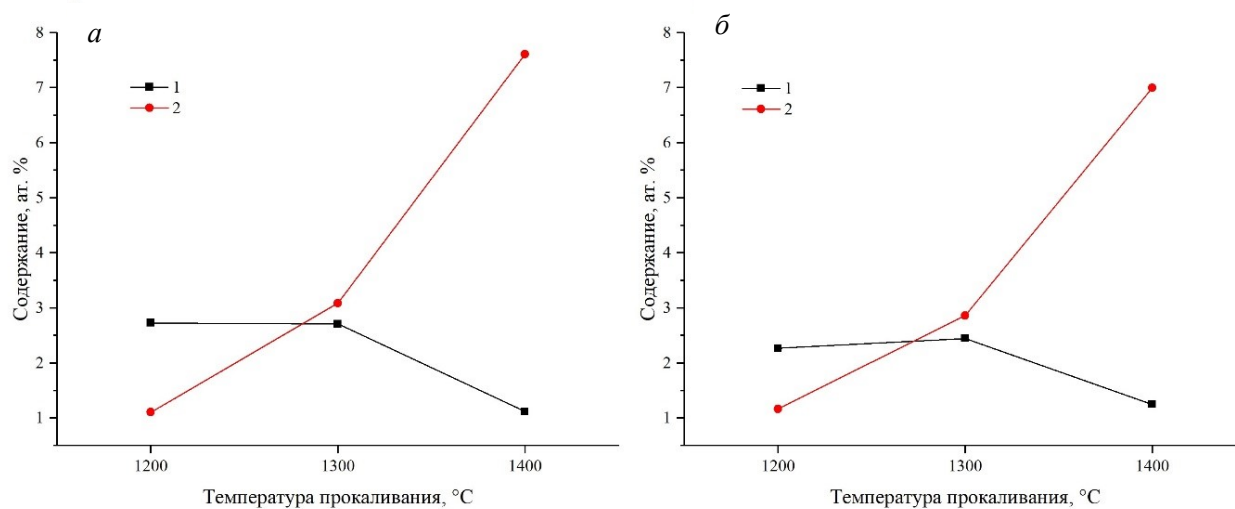 а
8
7
6
5
4
3
2
1
Содержание, ат. %
1
2
1200 1300 1400
Температура прокаливания, °C
б
8
7
6
5
4
3
2
1
Содержание, ат. %
1
2
1200 1300 1400
Температура прокаливания, °C